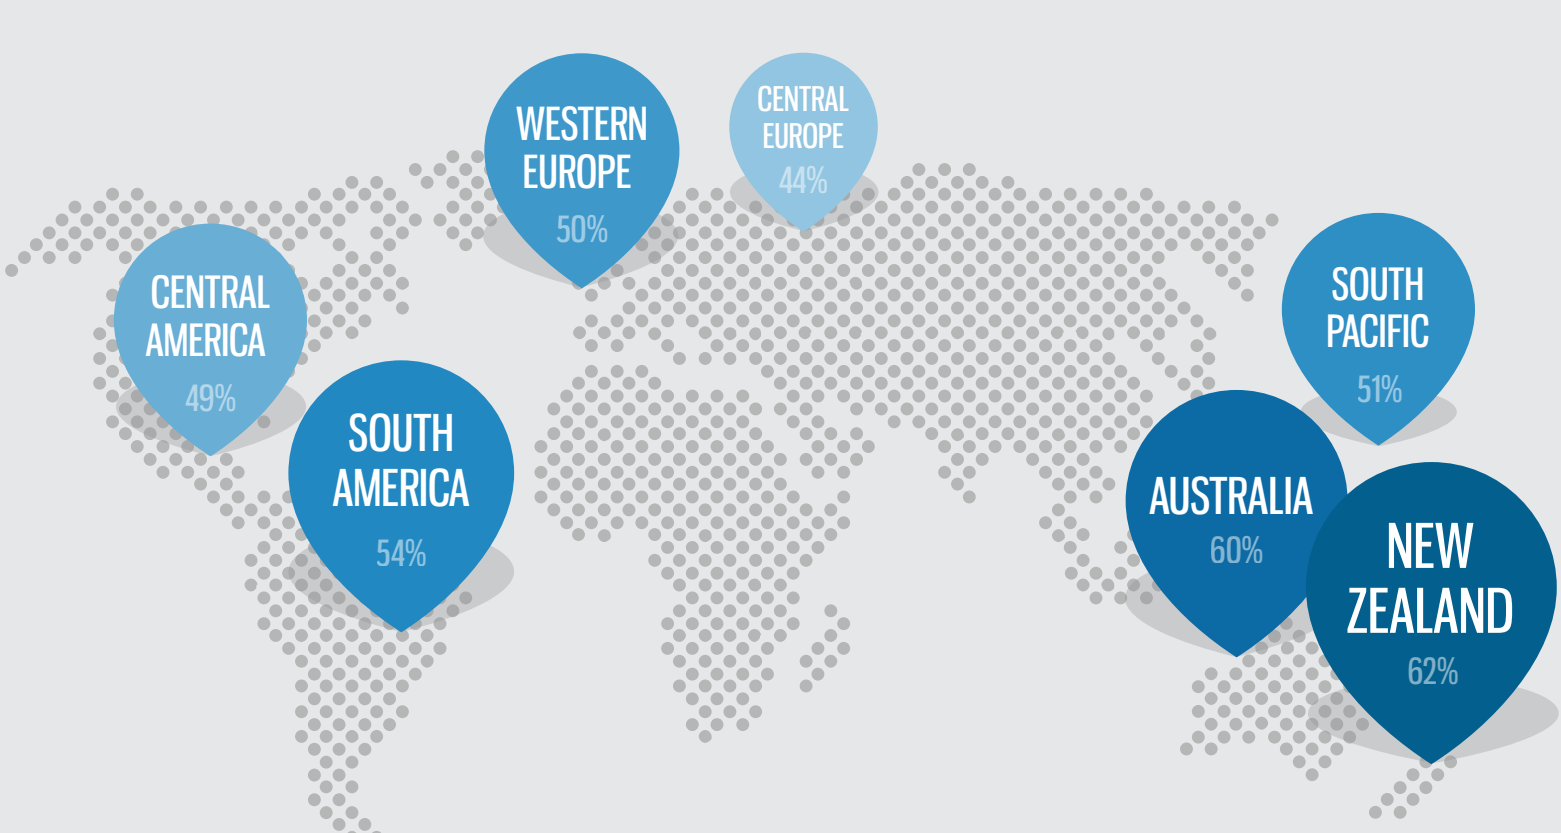 WESTERN
EUROPE
50%
CENTRAL
EUROPE
44%
CENTRAL
AMERICA
49%
SOUTH
PACIFIC
51%
SOUTH
AMERICA
54%
AUSTRALIA
60%
NEW
ZEALAND
62%